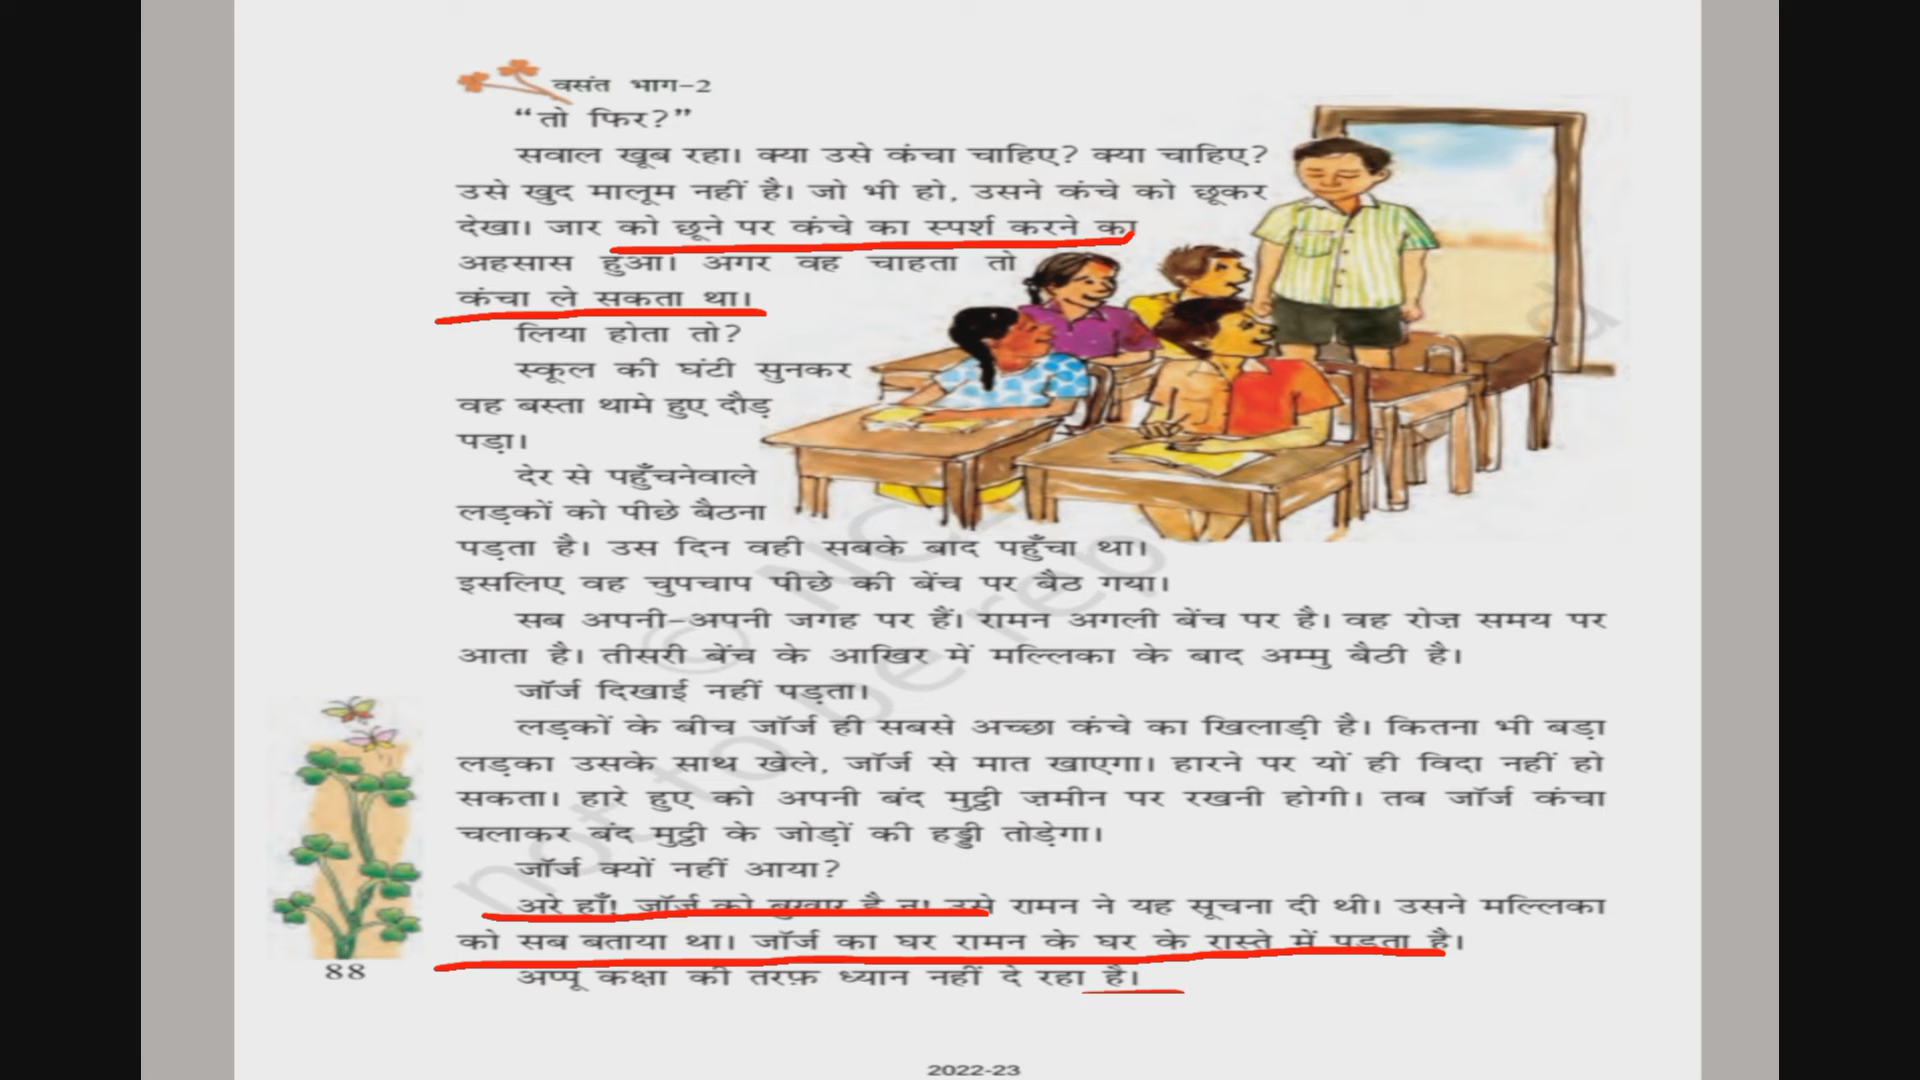 वसंत भाग-2
“तो फिर?”
सवाल खूब रहा। क्या उसे कंचा चाहिए? क्या चाहिए?
उसे खुद मालूम नहीं है। जो भी हो, उसने कंचे को छूकर
देखा। जार को छूने पर कंचे का स्पर्श करने का
अहसास हुआ। अगर वह चाहता तो
कंचा ले सकता था।
लिया होता तो?
स्कूल की घंटी सुनकर
वह बस्ता थामे हुए दौड़
पड़ा।
देर से पहुँचनेवाले
लड़कों को पीछे बैठना
पड़ता है। उस दिन वही सबके बाद पहुँचा था।
इसलिए वह चुपचाप पीछे की बेंच पर बैठ गया।
सब अपनी-अपनी जगह पर हैं। रामन अगली बेंच पर है। वह रोज़ समय पर
आता है। तीसरी बेंच के आखिर में मल्लिका के बाद अम्मु बैठी है।
जॉर्ज दिखाई नहीं पड़ता।
लड़कों के बीच जॉर्ज ही सबसे अच्छा कंचे का खिलाड़ी है। कितना भी बड़ा
लड़का उसके साथ खेले, जॉर्ज से मात खाएगा। हारने पर यों ही विदा नहीं हो
सकता। हारे हुए को अपनी बंद मुट्ठी ज़मीन पर रखनी होगी। तब जॉर्ज कंचा
चलाकर बंद मुट्ठी के जोड़ों की हड्डी तोड़ेगा।
जॉर्ज क्यों नहीं आया?
अरे हाँ! जॉर्ज को बुखार है न! उसे रामन ने यह सूचना दी थी। उसने मल्लिका
को सब बताया था। जॉर्ज का घर रामन के घर के रास्ते में पड़ता है।
अप्पू कक्षा की तरफ़ ध्यान नहीं दे रहा है।
88
© NC
not to be rep
2022-23